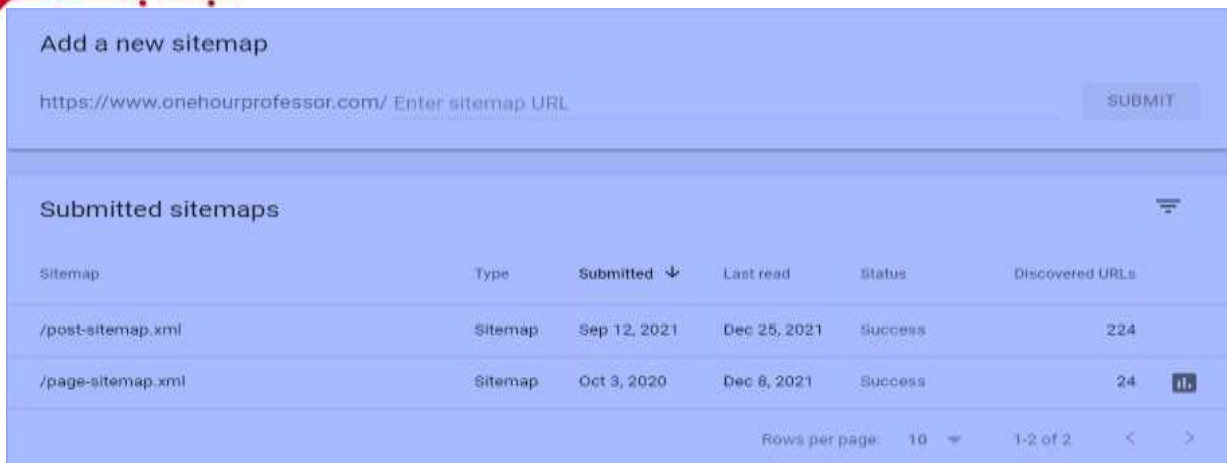 Add a new sitemap
https://www.onehourprofessor.com/ Enter sitemap URL SUBMIT
Submitted sitemaps
Sitemap Type Submitted Last read Status Discovered URLs
/post-sitemap.xml Sitemap Sep 12, 2021 Dec 25, 2021 Success 224
/page-sitemap.xml Sitemap Oct 3, 2020 Dec 8, 2021 Success 24
Rows per page: 10 1-2 of 2